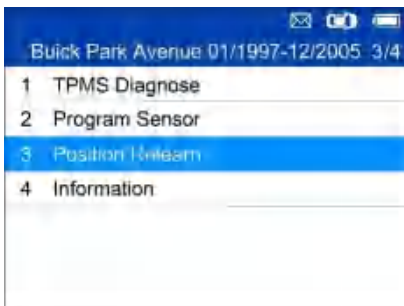 Buick Park Avenue 01/1997-12/2005 3/4
1 TPMS Diagnose
2 Program Sensor
3 Position Relearn
4 Information